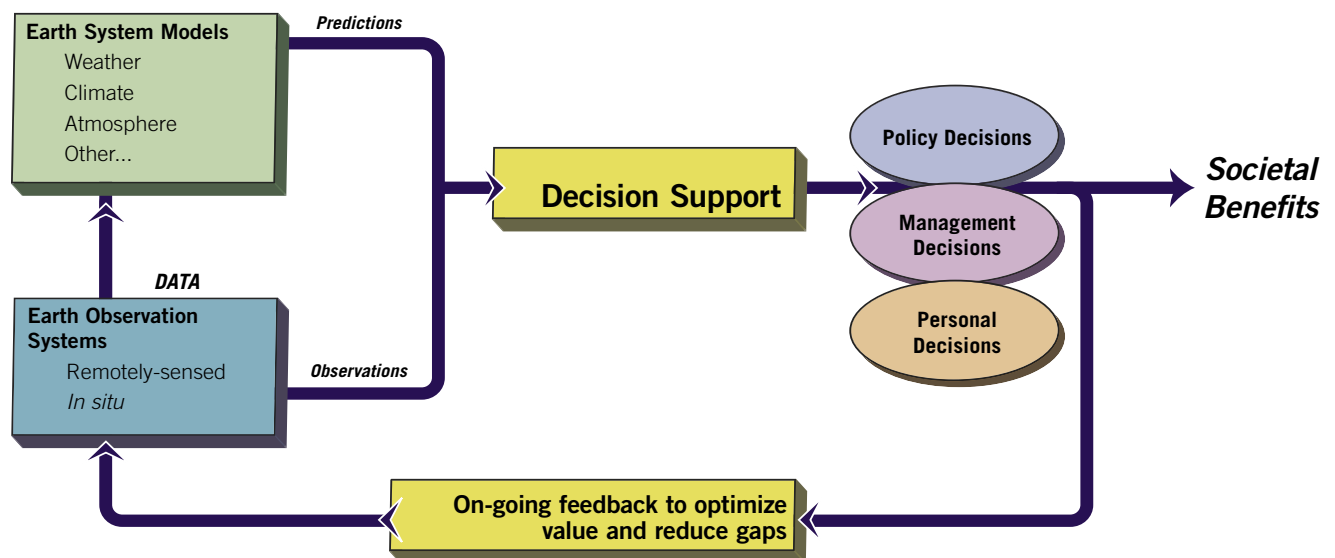 Earth System Models
Weather
Climate
Atmosphere
Other...
Predictions
DATA
Earth Observation
Systems
Remotely-sensed
In situ
Observations
Decision Support
Policy Decisions
Management
Decisions
Personal
Decisions
Societal
Benefits
On-going feedback to optimize
value and reduce gaps